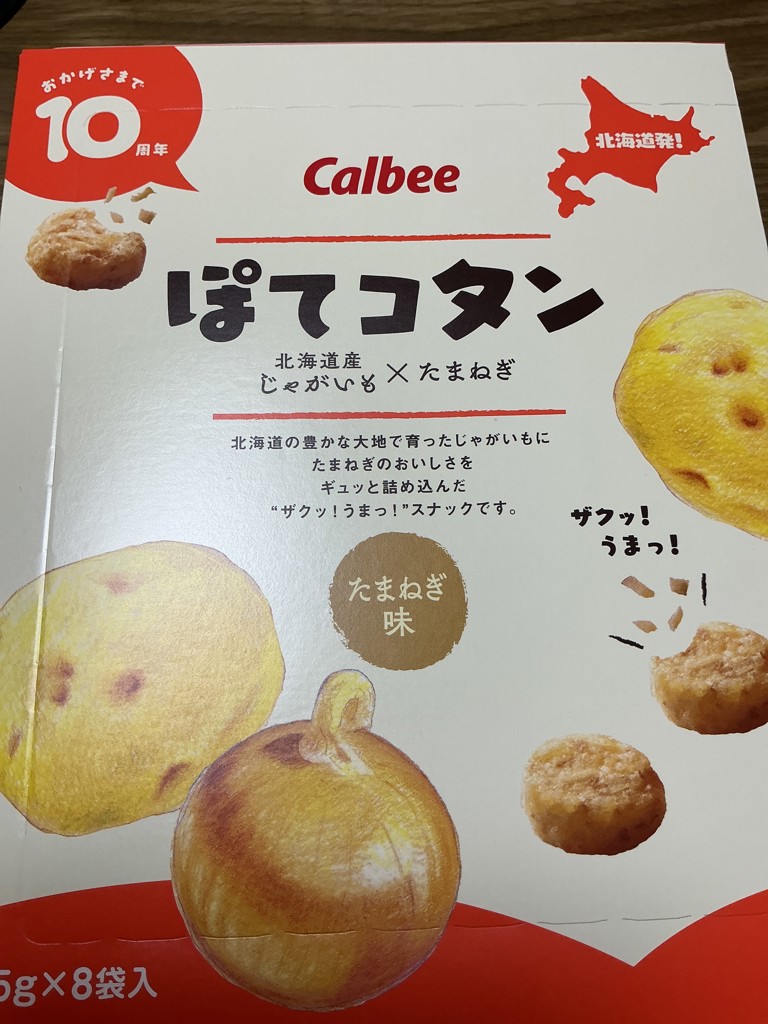 おかげさまで
10周年
北海道発!
Calbee
ぽてコタン
北海道産
じゃがいも×たまねぎ
北海道の豊かな大地で育ったじゃがいもに
たまねぎのおいしさを
ギュッと詰め込んだ
“ザクッ!うまっ!”スナックです。
ザクッ!
うまっ!
たまねぎ
味
5g×8袋入